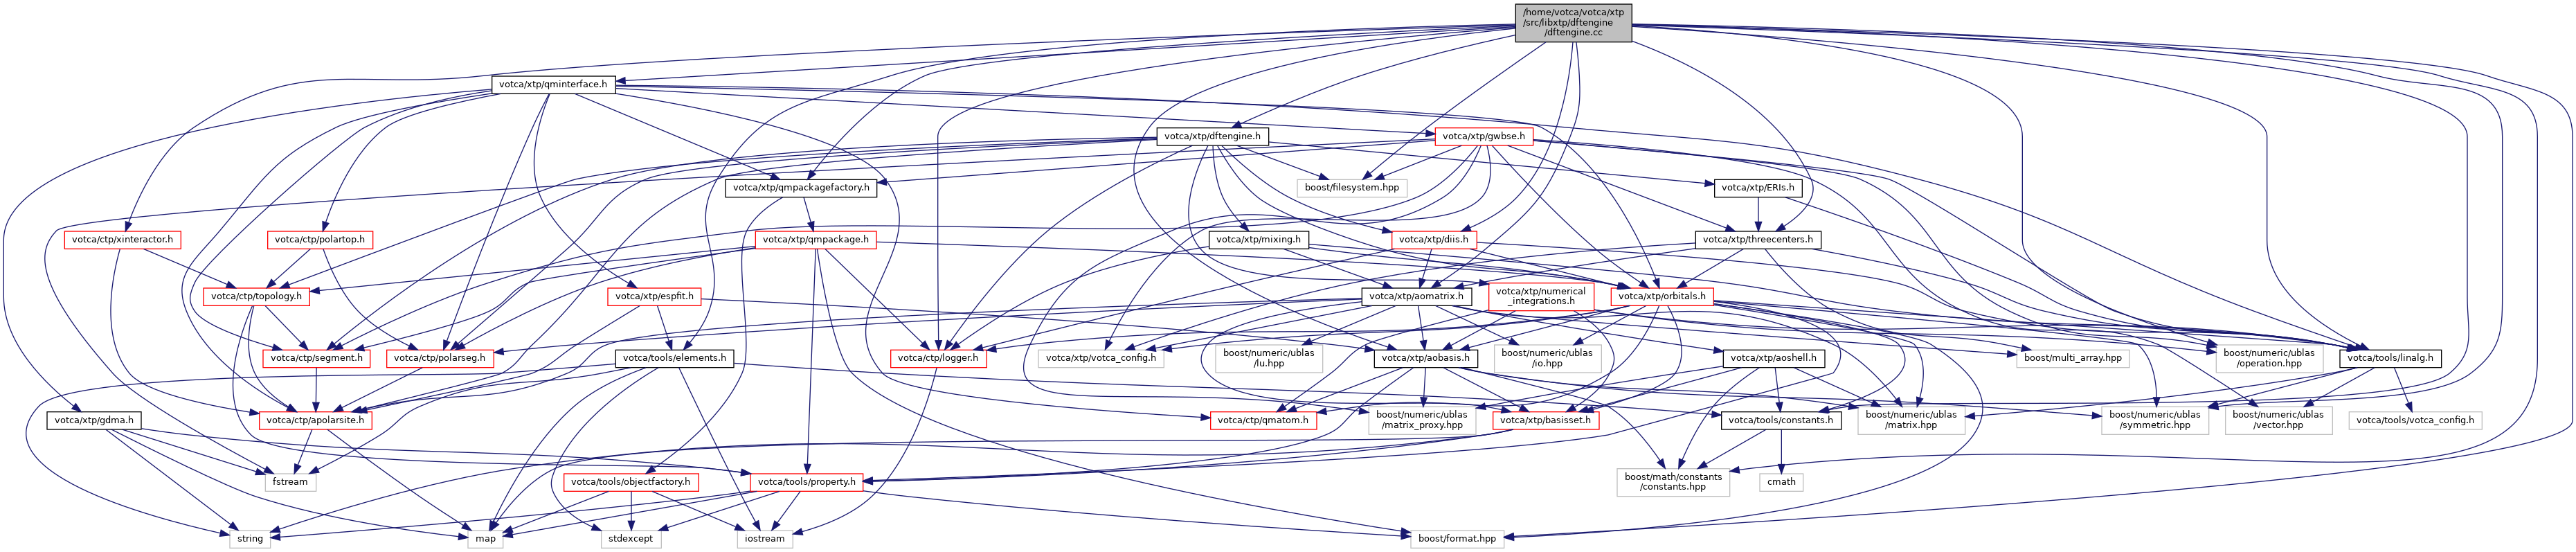 /home/votca/votca/xtp
/src/libxtp/dftengine
/dftengine.cc
votca/xtp/qminterface.h
votca/xtp/dftengine.h
votca/xtp/gwbse.h
votca/xtp/qmpackagefactory.h
boost/filesystem.hpp
votca/xtp/ERIs.h
votca/ctp/xinteractor.h
votca/ctp/polartop.h
votca/xtp/qmpackage.h
votca/xtp/mixing.h
votca/xtp/diis.h
votca/xtp/threecenters.h
votca/ctp/topology.h
votca/xtp/espfit.h
votca/xtp/aomatrix.h
votca/xtp/numerical
_integrations.h
votca/xtp/orbitals.h
votca/ctp/segment.h
votca/ctp/polarseg.h
votca/tools/elements.h
votca/ctp/logger.h
votca/xtp/votca_config.h
boost/numeric/ublas
/lu.hpp
votca/xtp/aobasis.h
boost/numeric/ublas
/io.hpp
votca/xtp/aoshell.h
boost/multi_array.hpp
boost/numeric/ublas
/operation.hpp
votca/tools/linalg.h
votca/xtp/gdma.h
votca/ctp/apolarsite.h
votca/ctp/qmatom.h
boost/numeric/ublas
/matrix_proxy.hpp
votca/xtp/basisset.h
votca/tools/constants.h
boost/numeric/ublas
/matrix.hpp
boost/numeric/ublas
/symmetric.hpp
boost/numeric/ublas
/vector.hpp
votca/tools/votca_config.h
fstream
votca/tools/objectfactory.h
votca/tools/property.h
boost/math/constants
/constants.hpp
cmath
string
map
stdexcept
iostream
boost/format.hpp